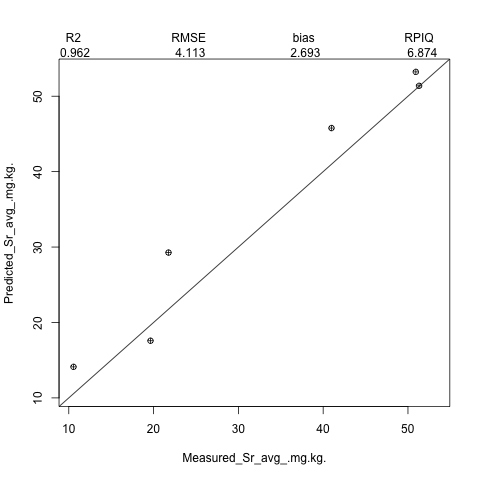 R2 RMSE bias RPIQ
0.962 4.113 2.693 6.874
50
40
30
20
10
Predicted_Sr_avg_.mg.kg.
10 20 30 40 50
Measured_Sr_avg_.mg.kg.